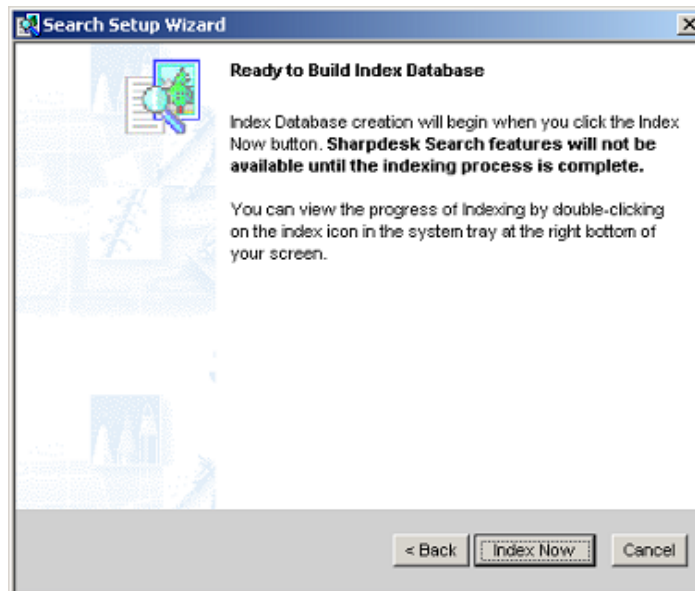 Search Setup Wizard
Ready to Build Index Database
Index Database creation will begin when you click the Index
Now button. Sharpdesk Search features will not be
available until the indexing process is complete.
You can view the progress of Indexing by double-clicking
on the index icon in the system tray at the right bottom of
your screen.
< Back Index Now Cancel